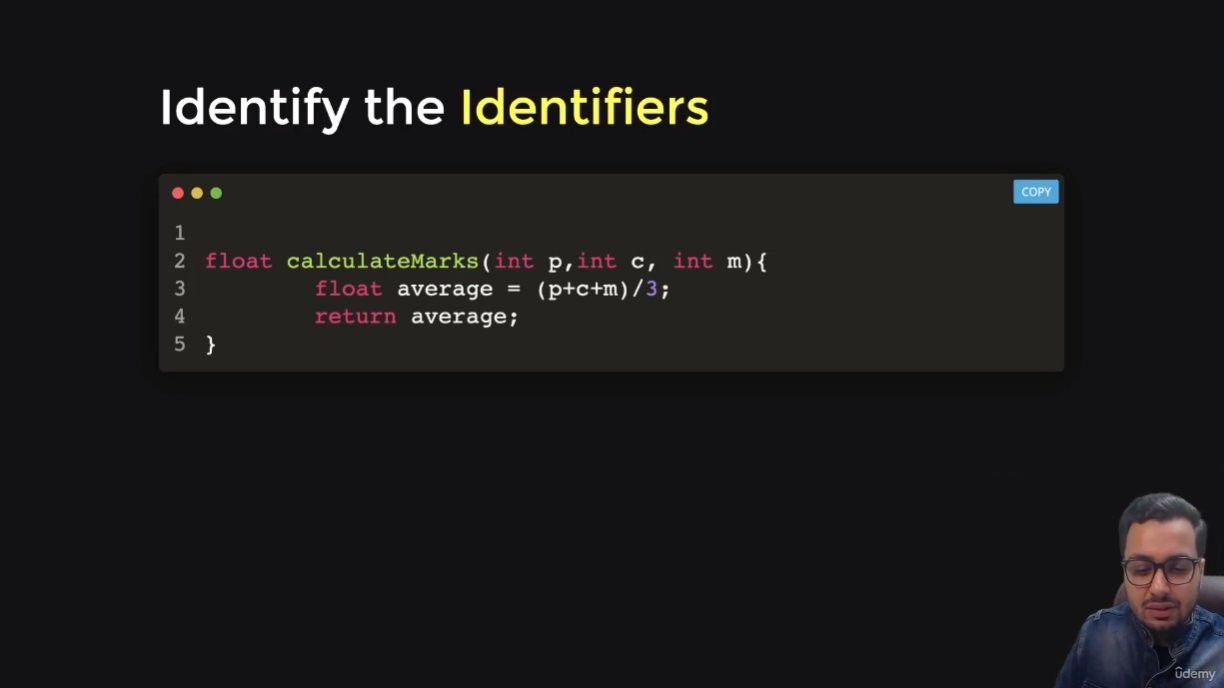 Identify the Identifiers
COPY
1
2 float calculateMarks(int p,int c, int m){
3 float average = (p+c+m)/3;
4 return average;
5 }
ûdemy